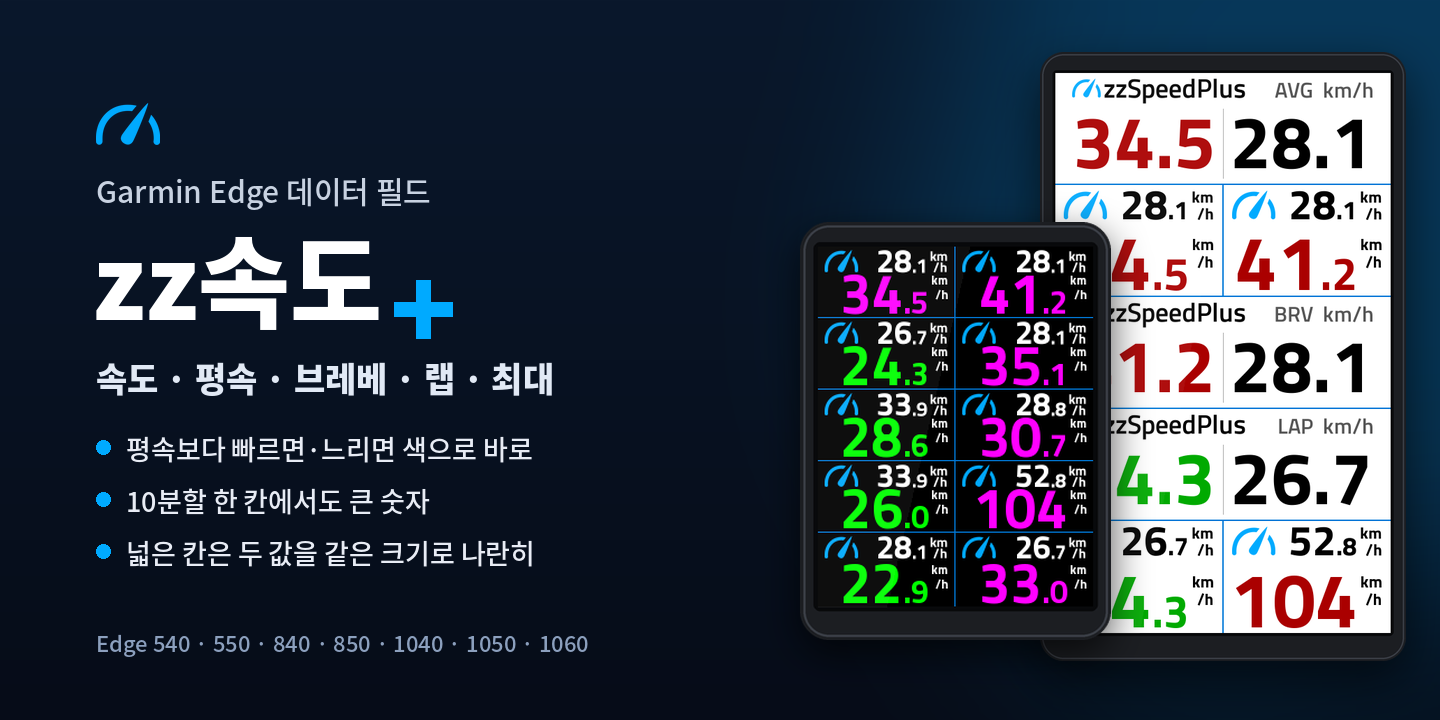 Garmin Edge 데이터 필드
zz속도+
속도 · 평속 · 브레베 · 랩 · 최대
평속보다 빠르면·느리면 색으로 바로
10분할 한 칸에서도 큰 숫자
넓은 칸은 두 값을 같은 크기로 나란히
Edge 540 · 550 · 840 · 850 · 1040 · 1050 · 1060
28.1 km/h 28.1 km/h
34.5 km/h 41.2 km/h
26.7 km/h 28.1 km/h
24.3 km/h 35.1 km/h
33.9 km/h 28.8 km/h
28.6 km/h 30.7 km/h
33.9 km/h 52.8 km/h
26.0 km/h 104 km/h
28.1 km/h 26.7 km/h
22.9 km/h 33.0 km/h
zzSpeedPlus AVG km/h
34.5 28.1
28.1 km/h 28.1 km/h
4.5 km/h 41.2 km/h
zzSpeedPlus BRV km/h
1.2 28.1
zzSpeedPlus LAP km/h
4.3 26.7
26.7 km/h 52.8 km/h
4.3 km/h 104 km/h